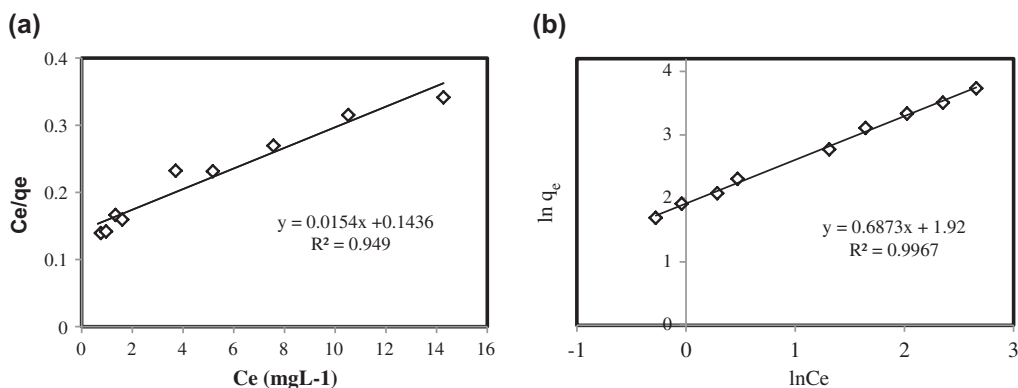 (a)
0.4
0.3
0.2
0.1
0
Ce/qe
y = 0.0154x +0.1436
R² = 0.949
0 2 4 6 8 10 12 14 16
Ce (mgL-1)
(b)
4
3
2
1
0
ln qe
y = 0.6873x + 1.92
R² = 0.9967
-1 0 1 2 3
lnCe